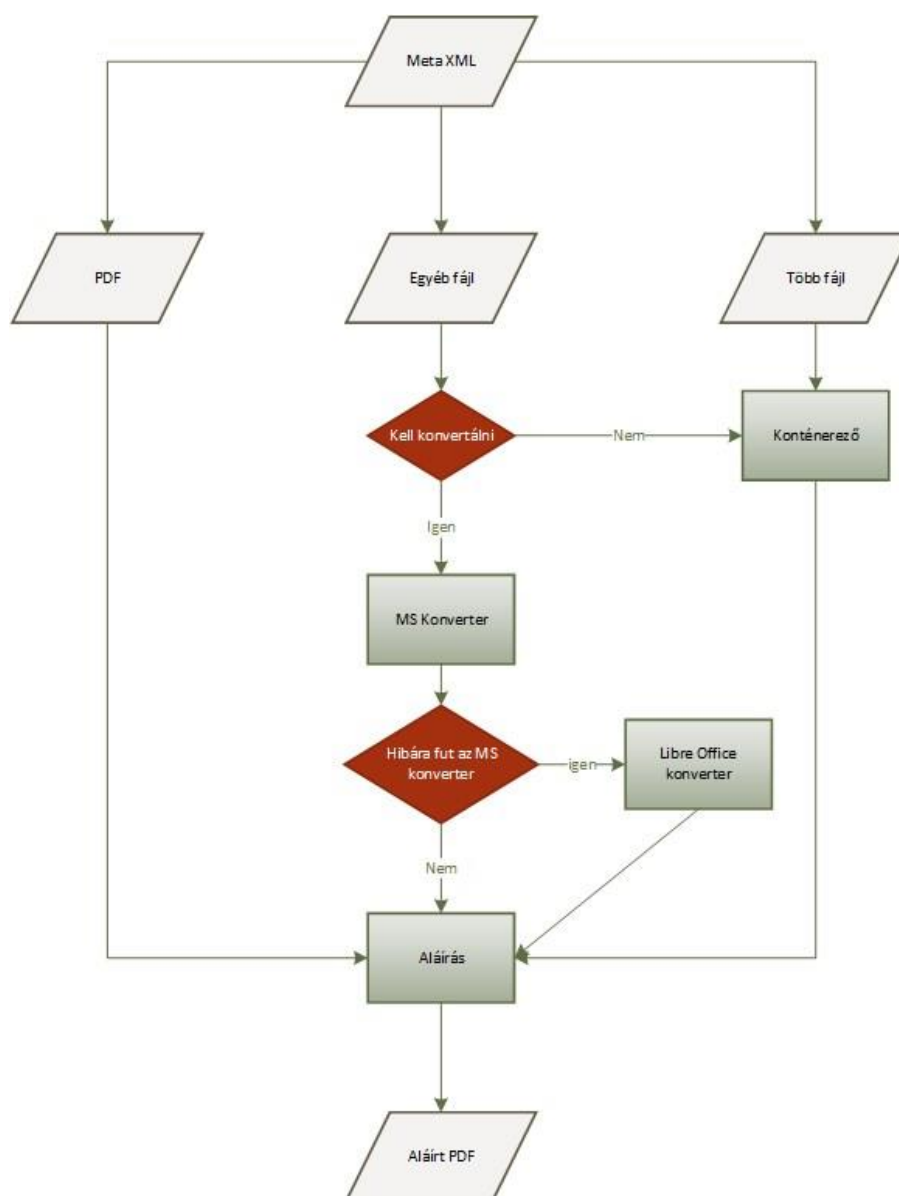 Meta XML
PDF
Egyéb fájl
Több fájl
Kell konvertálni
Nem
Konténerező
Igen
MS Konverter
Hibára fut az MS
konverter
igen
Libre Office
konverter
Nem
Aláírás
Aláírt PDF